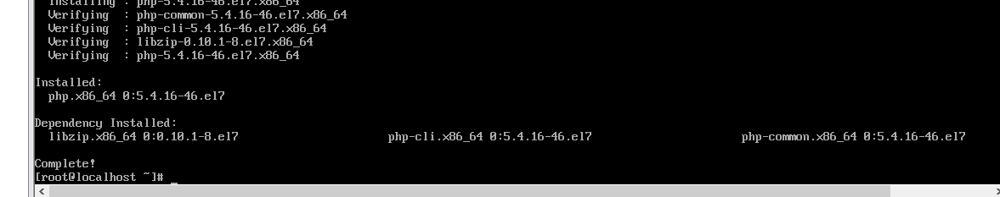 Installing : php-5.4.16-46.el7.x86_64
Verifying : php-common-5.4.16-46.el7.x86_64
Verifying : php-cli-5.4.16-46.el7.x86_64
Verifying : libzip-0.10.1-8.el7.x86_64
Verifying : php-5.4.16-46.el7.x86_64
Installed:
php.x86_64 0:5.4.16-46.el7
Dependency Installed:
libzip.x86_64 0:0.10.1-8.el7 php-cli.x86_64 0:5.4.16-46.el7 php-common.x86_64 0:5.4.16-46.el7
Complete!
[root@localhost ~]# _